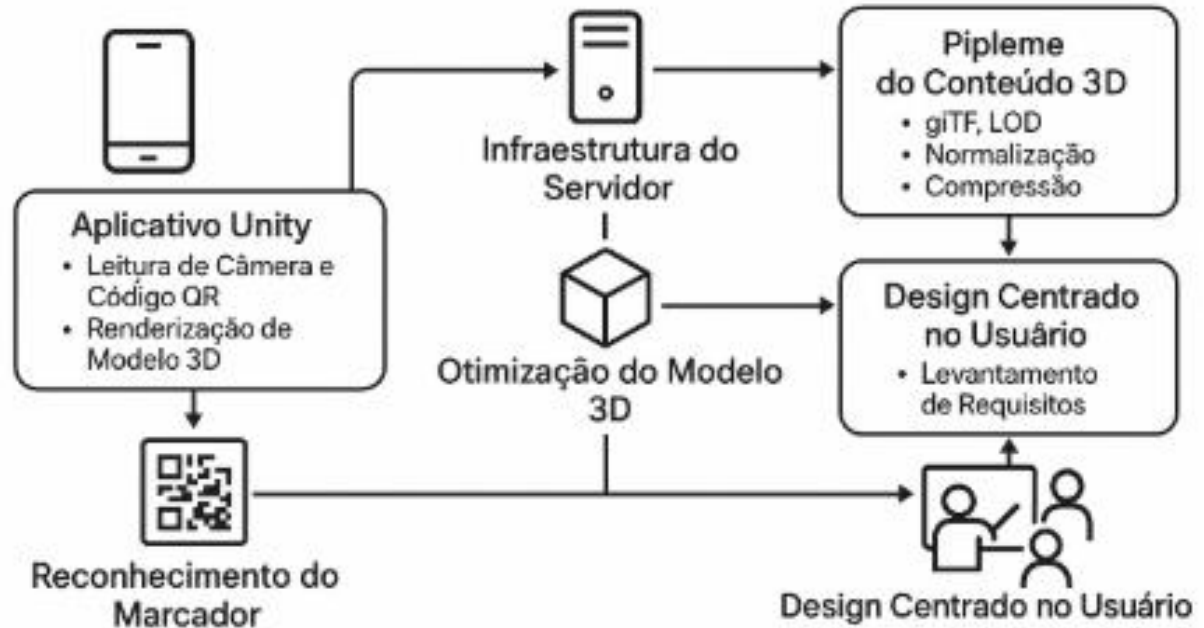 Aplicativo Unity
• Leitura de Câmera e
Código QR
• Renderização de
Modelo 3D
Reconhecimento do
Marcador
Infraestrutura do
Servidor
Otimização do Modelo
3D
Pipleme
do Conteúdo 3D
• giTF, LOD
• Normalização
• Compressão
Design Centrado
no Usuârio
• Levantamento
de Requisitos
Design Centrado no Usuário